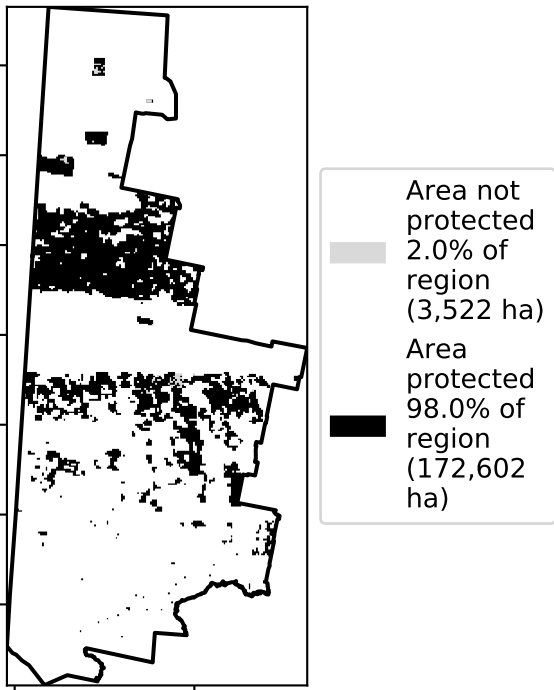 Area not
protected
2.0% of
region
(3,522 ha)
Area
protected
98.0% of
region
(172,602
ha)